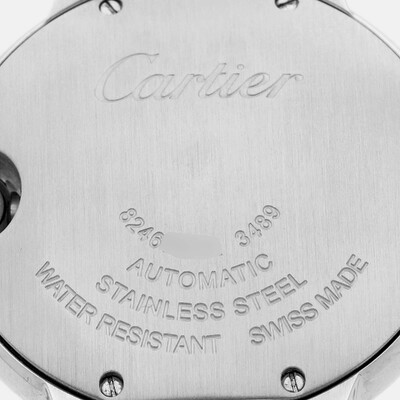 Cartier
8246 3489
AUTOMATIC
STAINLESS STEEL
WATER RESISTANT SWISS MADE